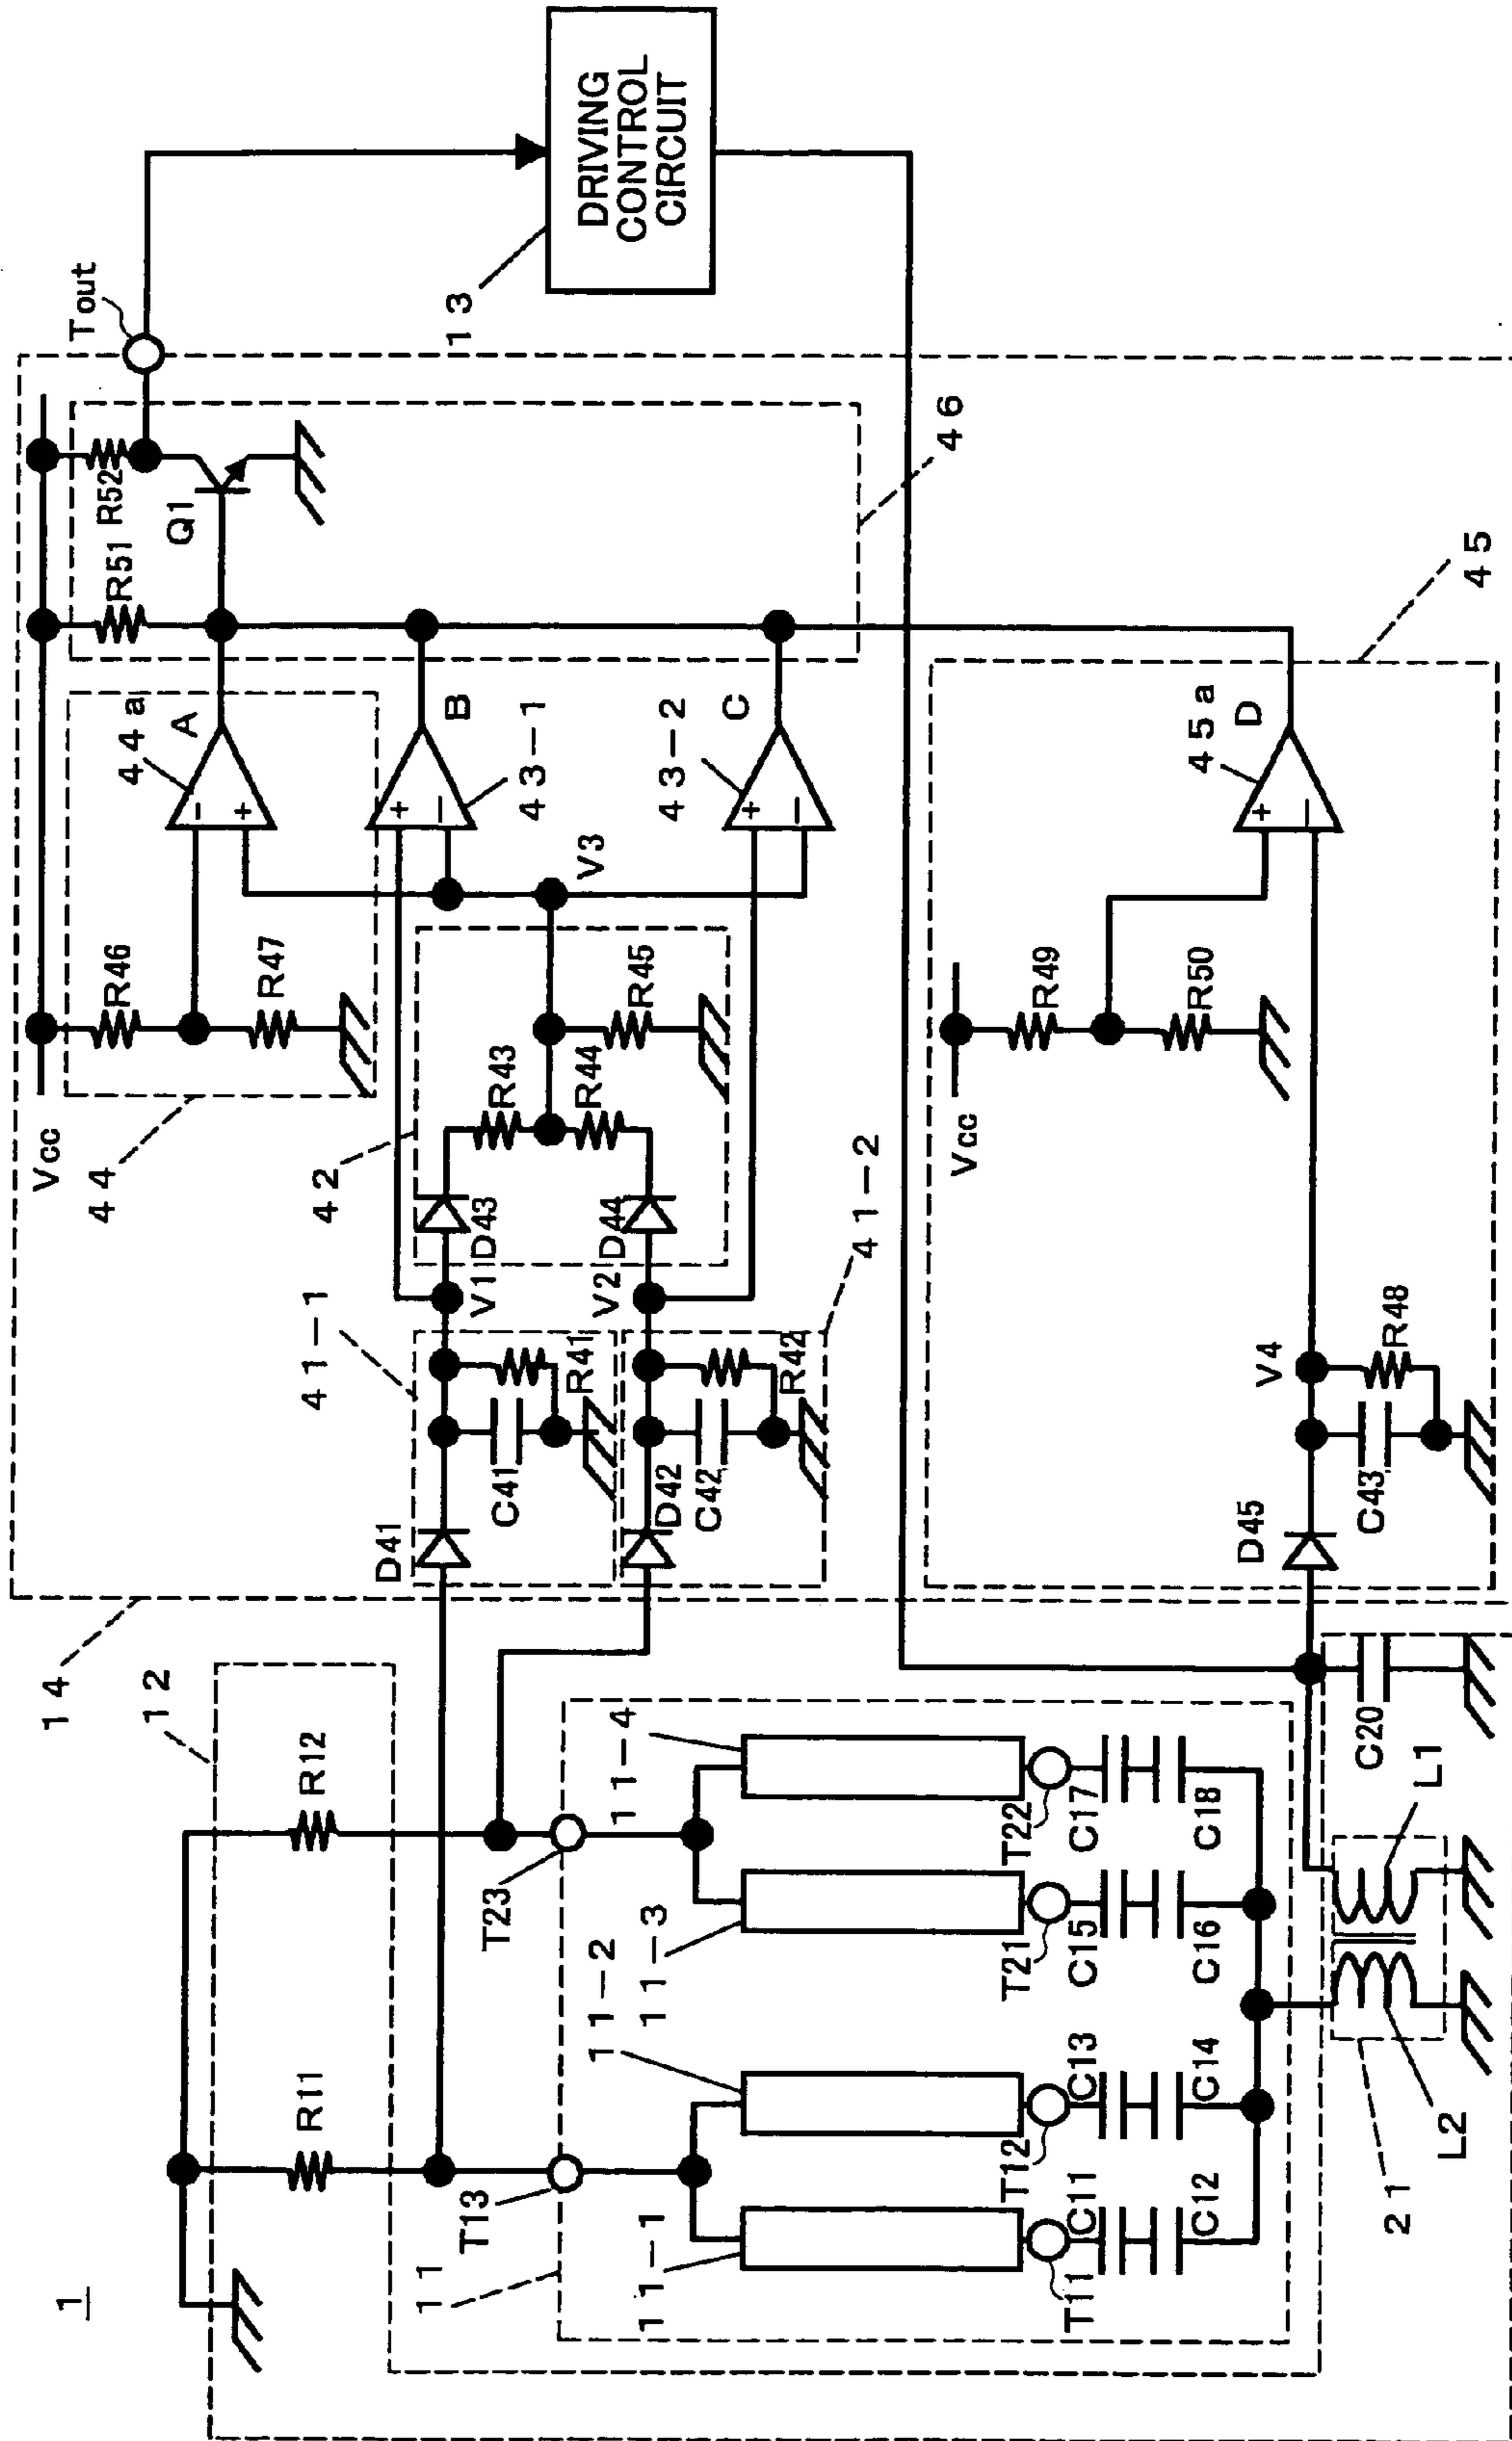 1
14
12
R12
R11
T13
T23
11
11-1
11-2
11-3
11-4
T11
C11
C12
T12
C13
C14
T21
C15
C16
T22
C17
C18
C20
L1
L2
21
Vcc
44
R46
R47
44a
A
41-1
D41
C41
R41
V1
42
D43
R43
D44
R44
R45
V2
D42
C42
R42
41-2
V3
B
43-1
C
43-2
R51
R52
Q1
Tout
46
13
DRIVING
CONTROL
CIRCUIT
45
Vcc
R49
R50
45a
D
D45
C43
V4
R48
+
-
+
-
+
-
+
-